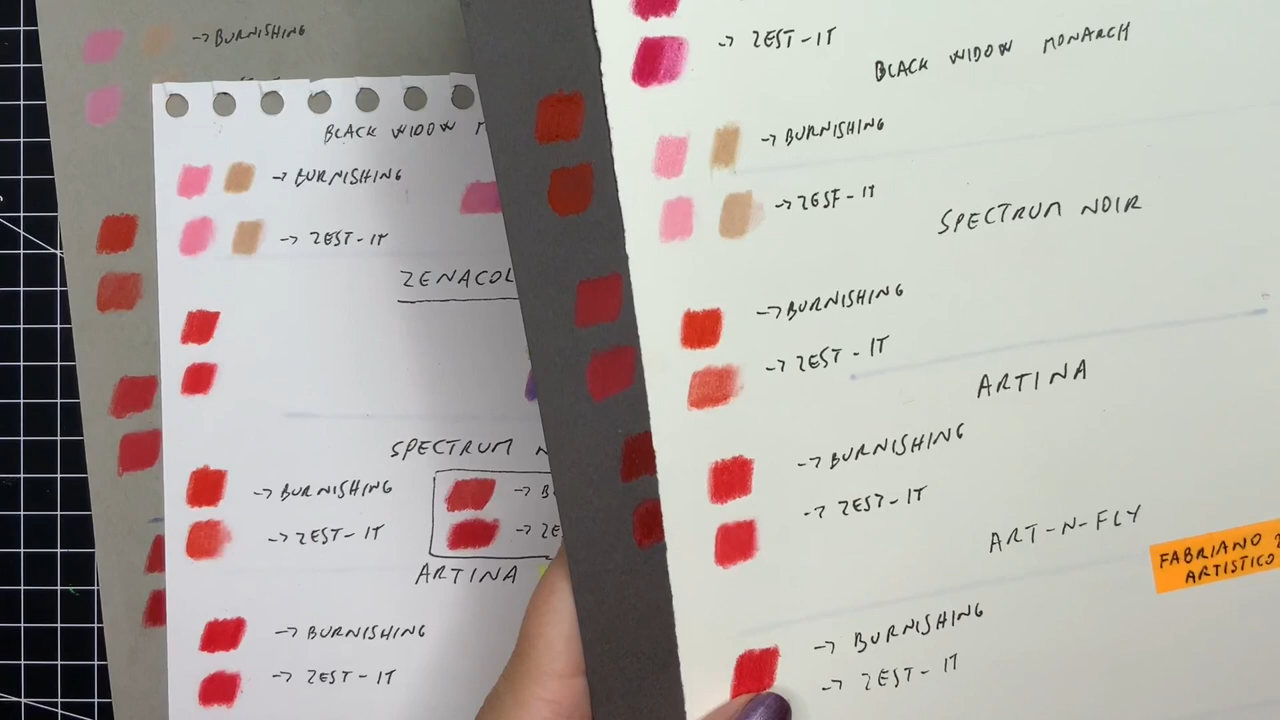 → BURNISHING
BLACK WIDOW
→ BURNISHING
→ ZEST-IT
ZENACOL
SPECTRUM
→ BURNISHING
→ ZEST-IT
→ B
→ ZE
ARTINA
→ BURNISHING
→ ZEST-IT
→ ZEST-IT
BLACK WIDOW MONARCH
→ BURNISHING
→ ZEST-IT
SPECTRUM NOIR
→ BURNISHING
→ ZEST-IT
ARTINA
→ BURNISHING
→ ZEST-IT
ART-N-FLY
FABRIANO
ARTISTICO
→ BURNISHING
→ ZEST-IT